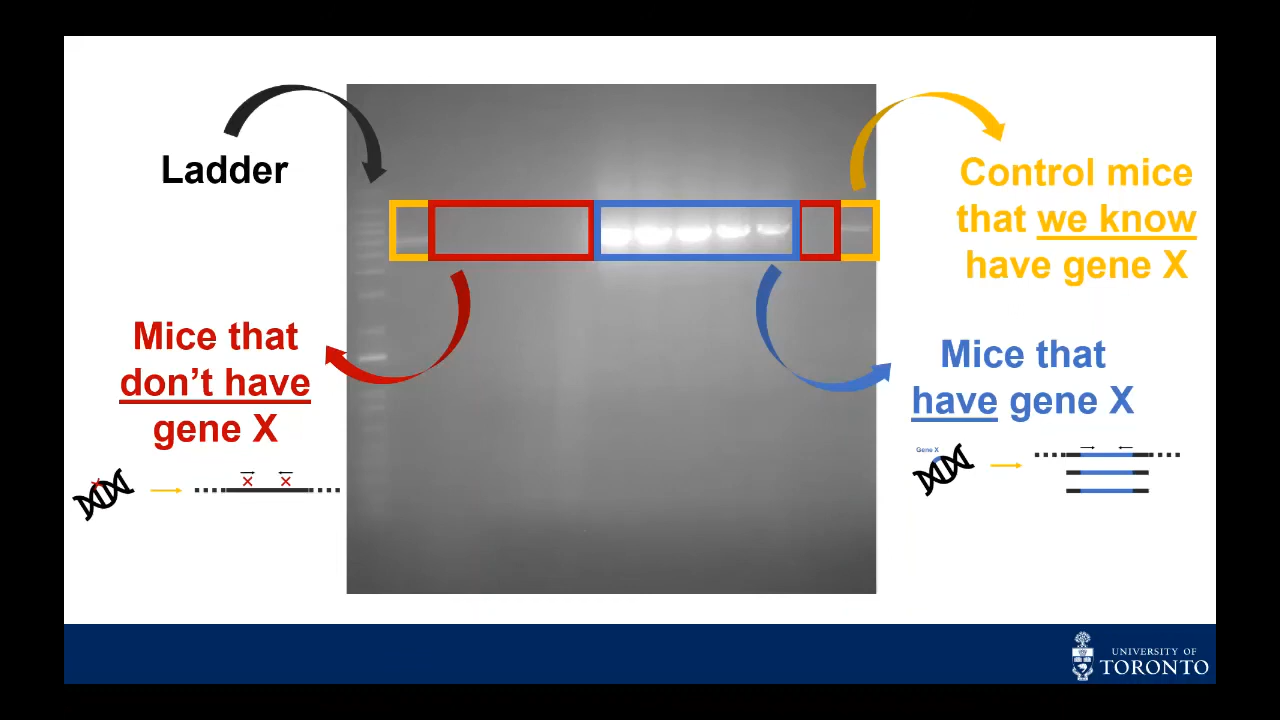 Ladder
Control mice
that we know
have gene X
Mice that
don't have
gene X
Mice that
have gene X
Gene X
UNIVERSITY OF
TORONTO